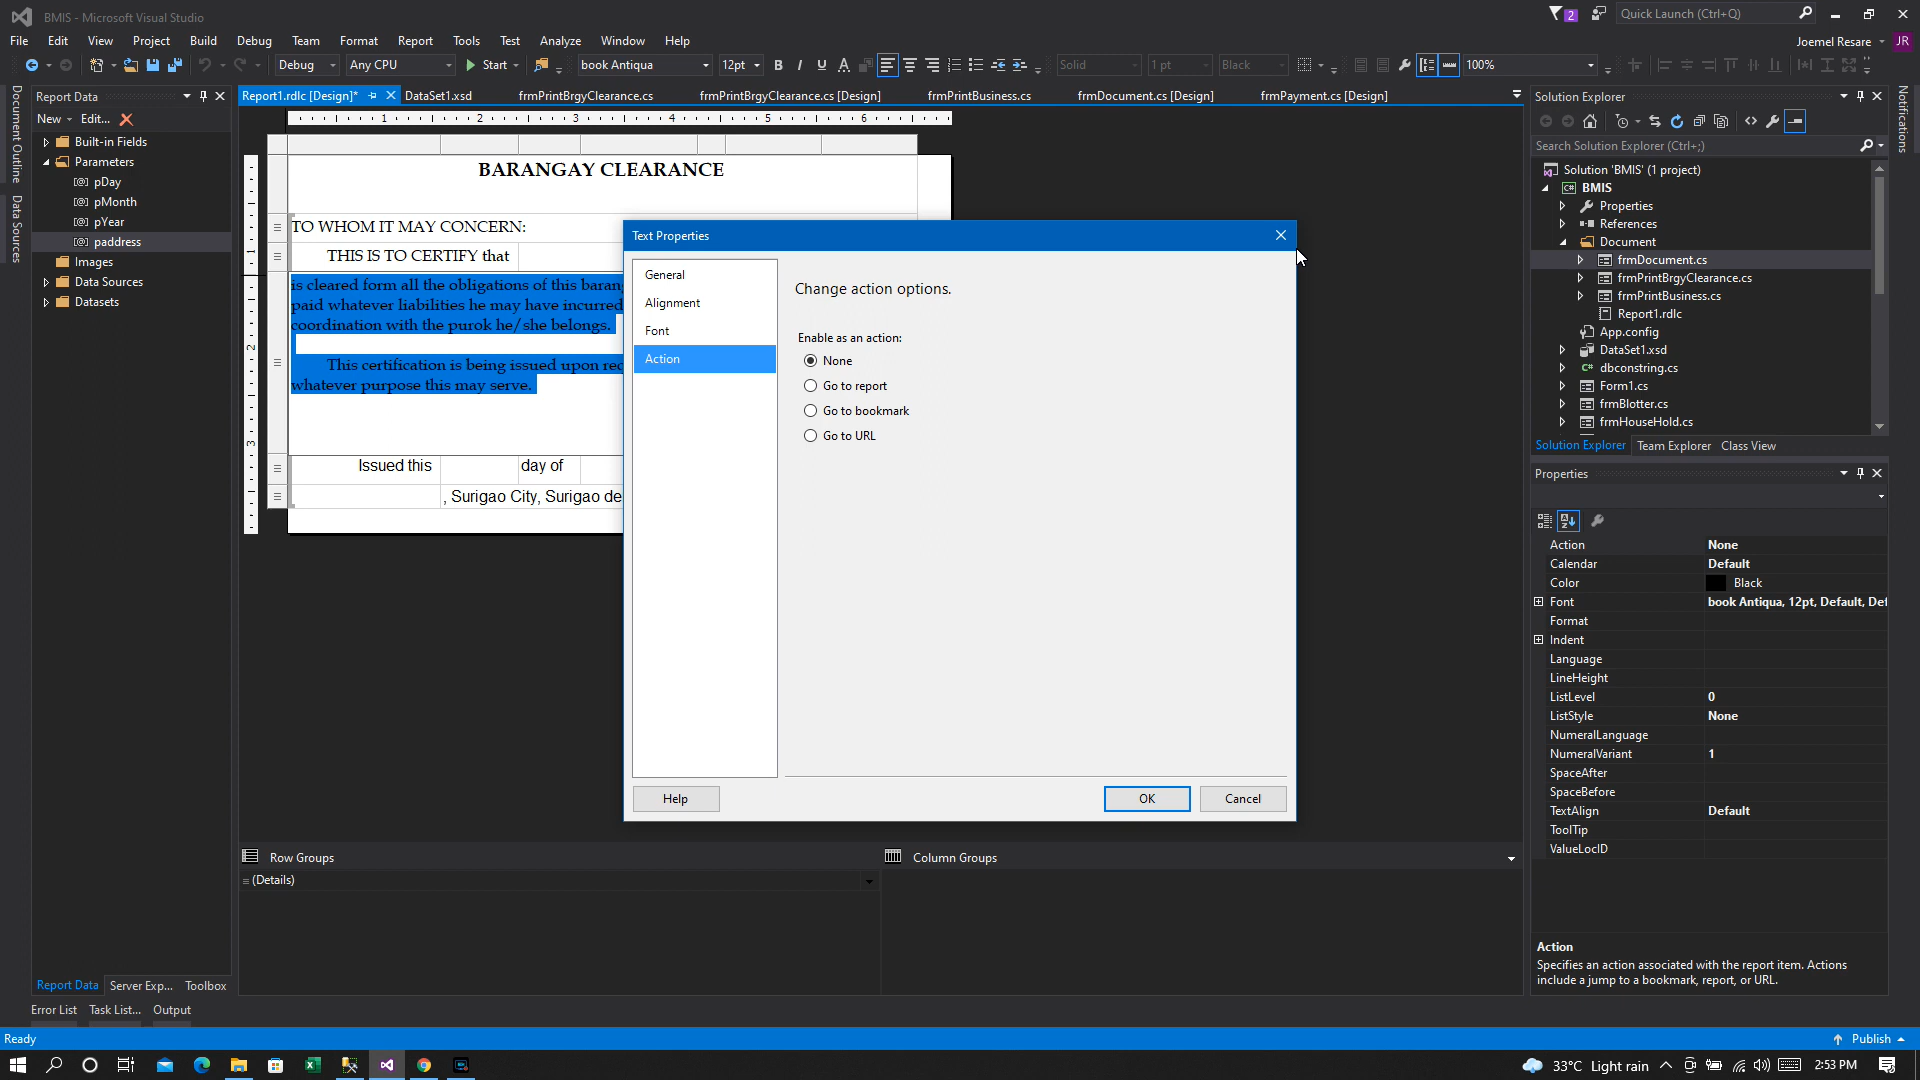 BMIS - Microsoft Visual Studio
2
Quick Launch (Ctrl+Q)
File Edit View Project Build Debug Team Format Report Tools Test Analyze Window Help
Joemel Resare JR
Debug Any CPU Start book Antiqua 12pt B I U A Solid 1 pt Black 100%
Document Outline
Data Sources
Report Data
New Edit...
Built-in Fields
Parameters
pDay
pMonth
pYear
paddress
Images
Data Sources
Datasets
Report1.rdlc [Design]* DataSet1.xsd frmPrintBrgyClearance.cs frmPrintBrgyClearance.cs [Design] frmPrintBusiness.cs frmDocument.cs [Design] frmPayment.cs [Design]
1 2 3 4 5 6
1
2
3
BARANGAY CLEARANCE
TO WHOM IT MAY CONCERN:
THIS IS TO CERTIFY that
is cleared form all the obligations of this barang
paid whatever liabilities he may have incurred
coordination with the purok he/she belongs.
This certification is being issued upon rec
whatever purpose this may serve.
Issued this day of
, Surigao City, Surigao de
Text Properties
General
Alignment
Font
Action
Change action options.
Enable as an action:
None
Go to report
Go to bookmark
Go to URL
Help OK Cancel
Row Groups
(Details)
Column Groups
Solution Explorer
Search Solution Explorer (Ctrl+;)
Solution 'BMIS' (1 project)
C# BMIS
Properties
References
Document
frmDocument.cs
frmPrintBrgyClearance.cs
frmPrintBusiness.cs
Report1.rdlc
App.config
DataSet1.xsd
C# dbconstring.cs
Form1.cs
frmBlotter.cs
frmHouseHold.cs
Solution Explorer Team Explorer Class View
Notifications
Properties
Action None
Calendar Default
Color Black
Font book Antiqua, 12pt, Default, Def
Format
Indent
Language
LineHeight
ListLevel 0
ListStyle None
NumeralLanguage
NumeralVariant 1
SpaceAfter
SpaceBefore
TextAlign Default
ToolTip
ValueLocID
Action
Specifies an action associated with the report item. Actions
include a jump to a bookmark, report, or URL.
Report Data Server Exp... Toolbox
Error List Task List... Output
Ready
Publish
33°C Light rain
2:53 PM